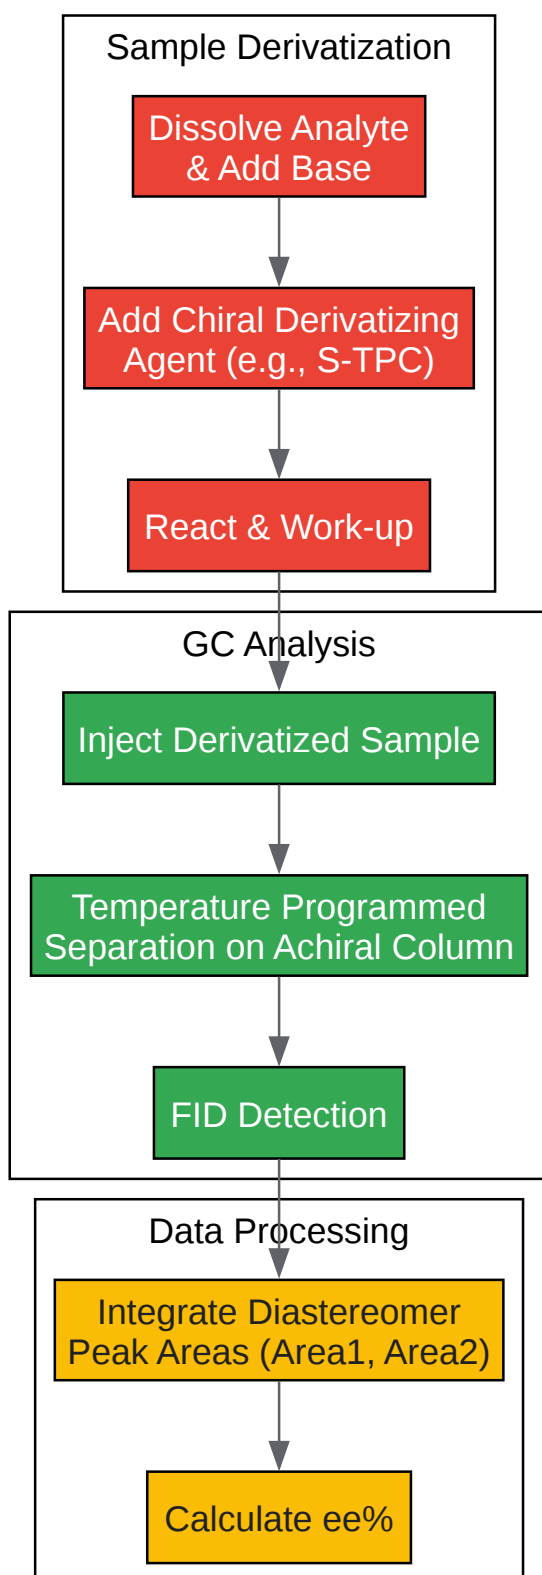 Sample Derivatization
Dissolve Analyte
& Add Base
Add Chiral Derivatizing
Agent (e.g., S-TPC)
React & Work-up
GC Analysis
Inject Derivatized Sample
Temperature Programmed
Separation on Achiral Column
FID Detection
Data Processing
Integrate Diastereomer
Peak Areas (Area1, Area2)
Calculate ee%